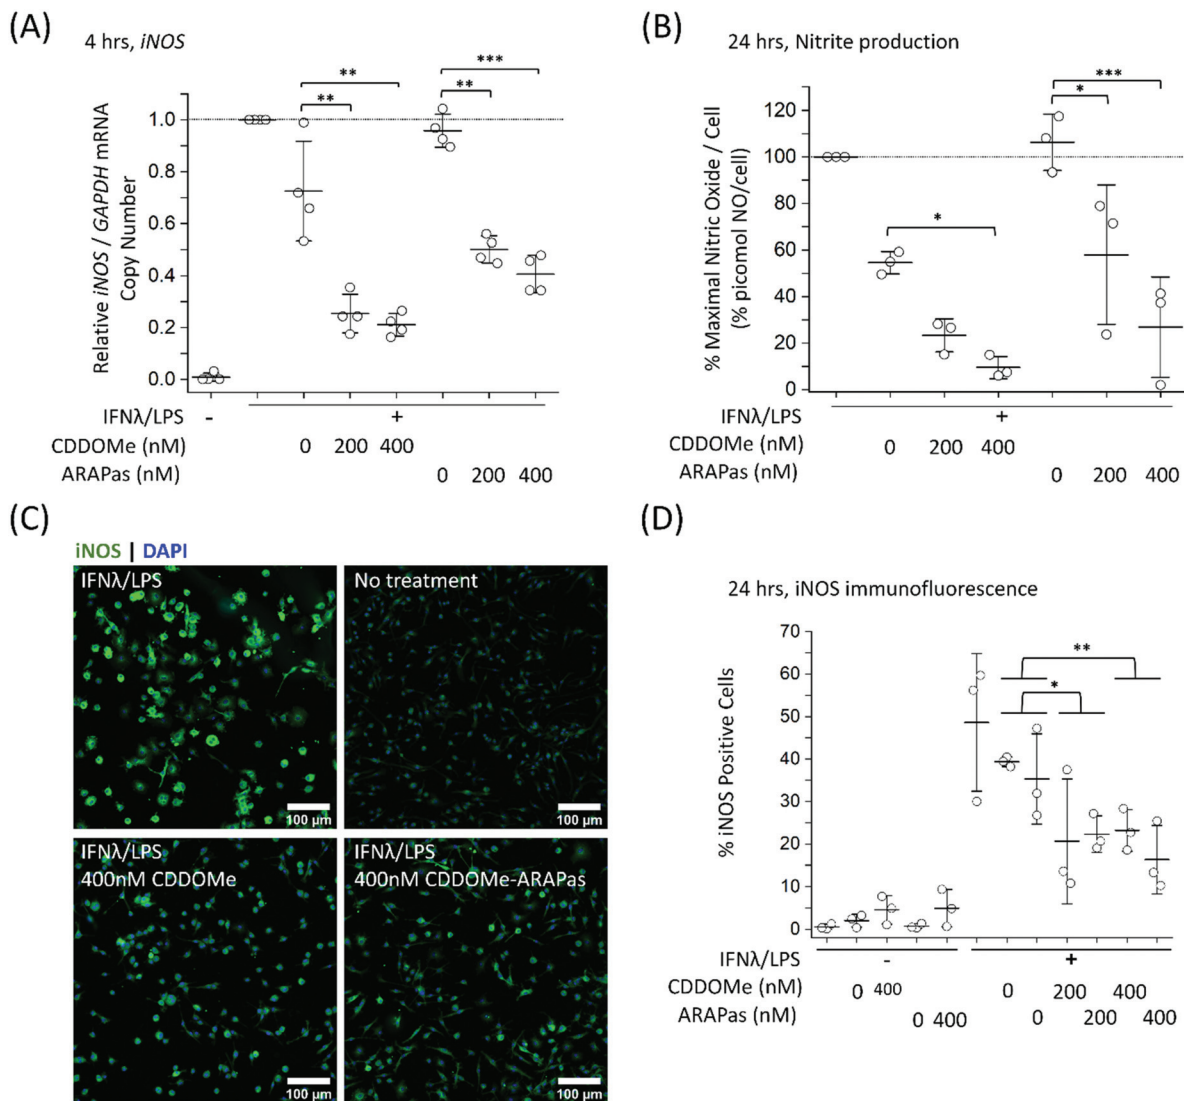 (A)
4 hrs, iNOS
** ***
** **
Relative iNOS / GAPDH mRNA
Copy Number
1.0
0.8
0.6
0.4
0.2
0.0
IFNλ/LPS - +
CDDOMe (nM) 0 200 400
ARAPas (nM) 0 200 400
(B)
24 hrs, Nitrite production
***
*
*
% Maximal Nitric Oxide / Cell
(% picomol NO/cell)
120
100
80
60
40
20
0
IFNλ/LPS +
CDDOMe (nM) 0 200 400
ARAPas (nM) 0 200 400
(C)
iNOS | DAPI
IFNλ/LPS
100 µm
No treatment
100 µm
IFNλ/LPS
400nM CDDOMe
100 µm
IFNλ/LPS
400nM CDDOMe-ARAPas
100 µm
(D)
24 hrs, iNOS immunofluorescence
**
*
% iNOS Positive Cells
70
60
50
40
30
20
10
0
IFNλ/LPS - +
CDDOMe (nM) 0 400 0 200 400
ARAPas (nM) 0 400 0 200 400